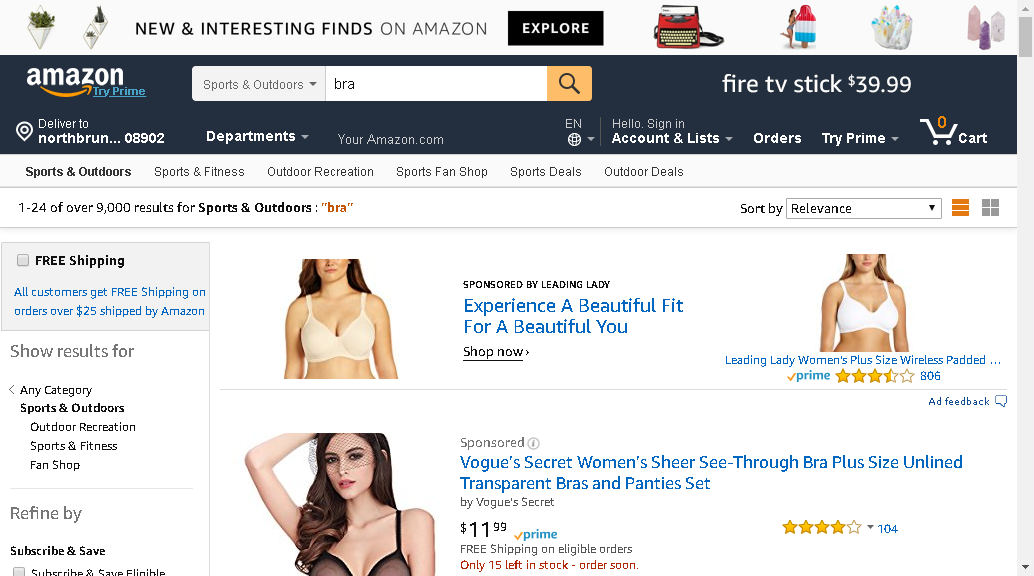 NEW & INTERESTING FINDS ON AMAZON EXPLORE
amazon
Try Prime
Sports & Outdoors bra
fire tv stick $39.99
Deliver to
northbrun... 08902
Departments
Your Amazon.com
EN
Hello. Sign in
Account & Lists
Orders
Try Prime
0
Cart
Sports & Outdoors Sports & Fitness Outdoor Recreation Sports Fan Shop Sports Deals Outdoor Deals
1-24 of over 9,000 results for Sports & Outdoors : "bra"
Sort by Relevance
FREE Shipping
All customers get FREE Shipping on
orders over $25 shipped by Amazon
Show results for
Any Category
Sports & Outdoors
Outdoor Recreation
Sports & Fitness
Fan Shop
Refine by
Subscribe & Save
Subscribe & Save Eligible
SPONSORED BY LEADING LADY
Experience A Beautiful Fit
For A Beautiful You
Shop now ›
Leading Lady Women's Plus Size Wireless Padded ...
prime 806
Ad feedback
Sponsored
Vogue's Secret Women's Sheer See-Through Bra Plus Size Unlined
Transparent Bras and Panties Set
by Vogue's Secret
$11.99 prime
104
FREE Shipping on eligible orders
Only 15 left in stock - order soon.